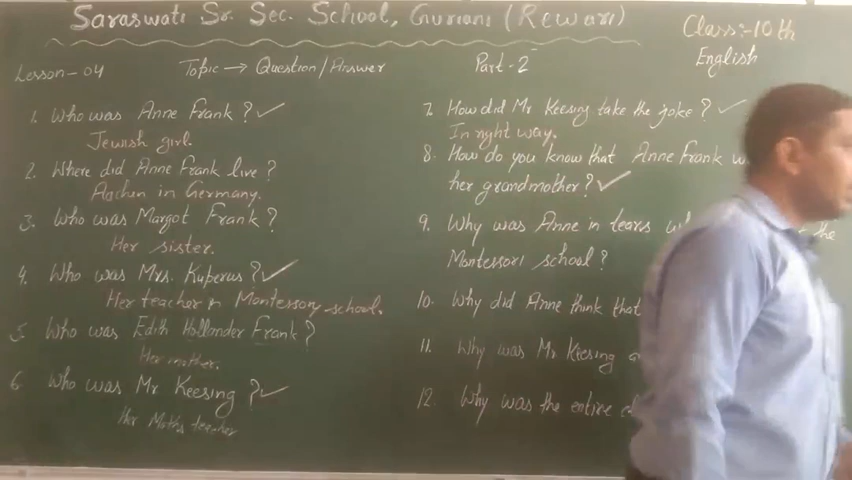 Saraswati Sr. Sec. School, Guriani (Rewari)
Class:-10th
English
Lesson-04
Topic → Question/Answer
Part-2
1. Who was Anne Frank? ✓
Jewish girl.
2. Where did Anne Frank live?
Aachen in Germany.
3. Who was Margot Frank?
Her sister.
4. Who was Mrs. Kuperus? ✓
Her teacher in Montessory school.
5. Who was Edith Hollander Frank?
Her mother.
6. Who was Mr Keesing? ✓
Her Maths teacher
7. How did Mr Keesing take the joke? ✓
In right way.
8. How do you know that Anne Frank
her grandmother? ✓
9. Why was Anne in tears the
Montessori school?
10. Why did Anne think that
11. Why was Mr Keesing
12. Why was the entire